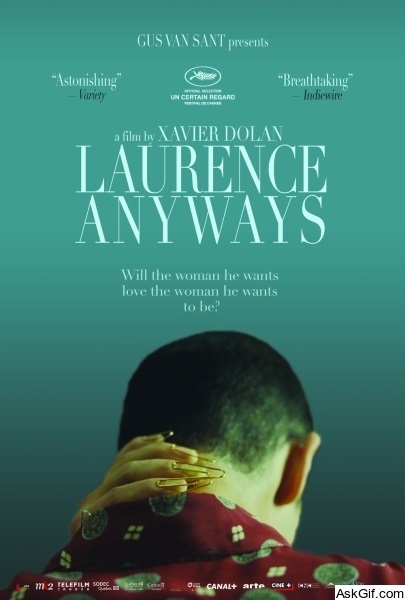 GUS VAN SANT presents
"Astonishing"
— Variety
OFFICIAL SELECTION
UN CERTAIN REGARD
FESTIVAL DE CANNES
"Breathtaking"
— Indiewire
a film by XAVIER DOLAN
LAURENCE
ANYWAYS
Will the woman he wants
love the woman he wants
to be?
mk2 TELEFILM SODEC CANAL+ arte CINE+
AskGif.com